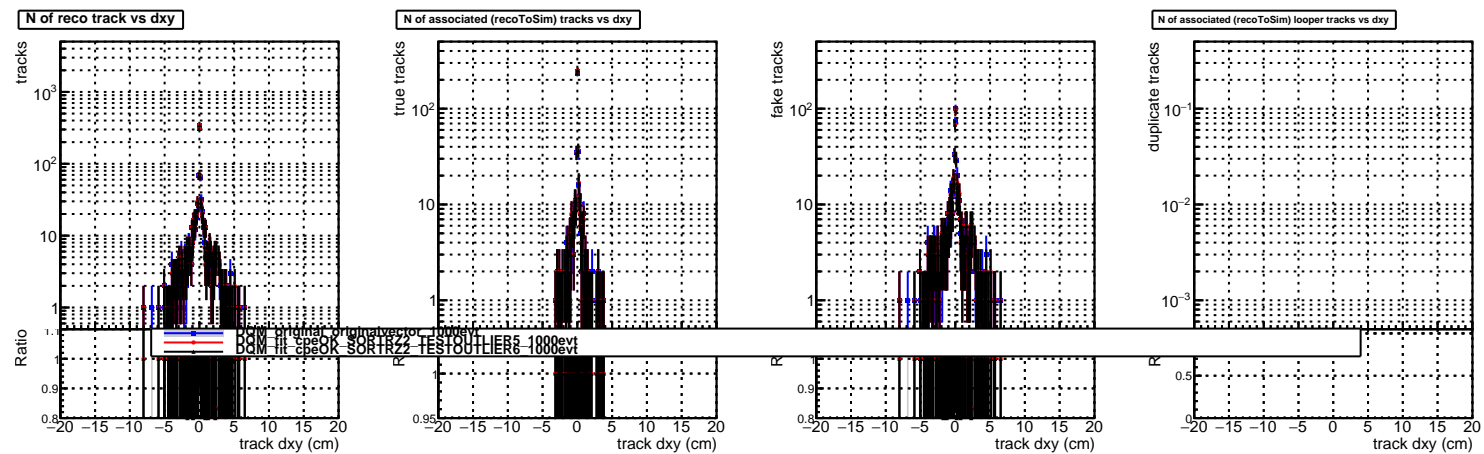 N of reco track vs dxy
N of associated (recoToSim) tracks vs dxy
N of associated (recoToSim) looper tracks vs dxy
tracks
true tracks
fake tracks
duplicate tracks
10³
10²
10
1
10²
10
1
10²
10
1
10⁻¹
10⁻²
10⁻³
Ratio
1.1
1
0.9
0.8
1
0.95
1
0.9
0.8
0.5
0
DQM_original_originalvector_1000evt
DQM_fit_cpeOK_SORTRZ2_TESTOUTLIER5_1000evt
DQM_fit_cpeOK_SORTRZ2_TESTOUTLIER6_1000evt
−20 −15 −10 −5 0 5 10 15 20
−20 −15 −10 −5 0 5 10 15 20
−20 −15 −10 −5 0 5 10 15 20
−20 −15 −10 −5 0 5 10 15 20
track dxy (cm)
track dxy (cm)
track dxy (cm)
track dxy (cm)